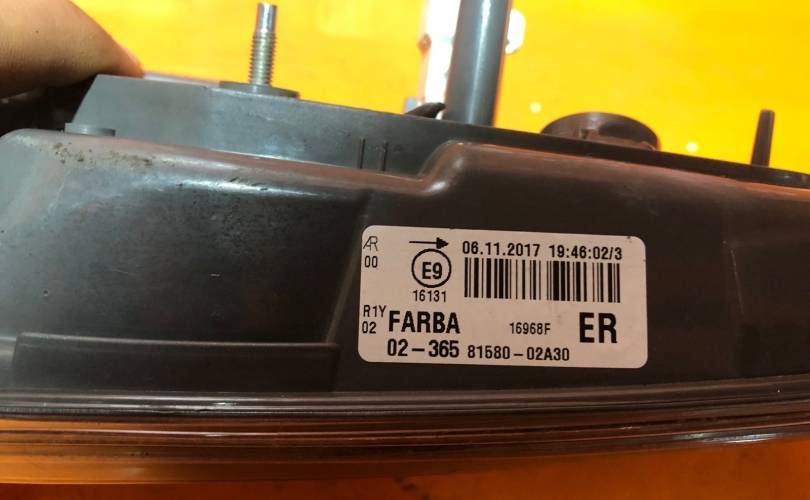 AR
00
06.11.2017 19:46:02/3
E9
16131
R1Y
02
FARBA
16968F
ER
02-365 81580-02A30